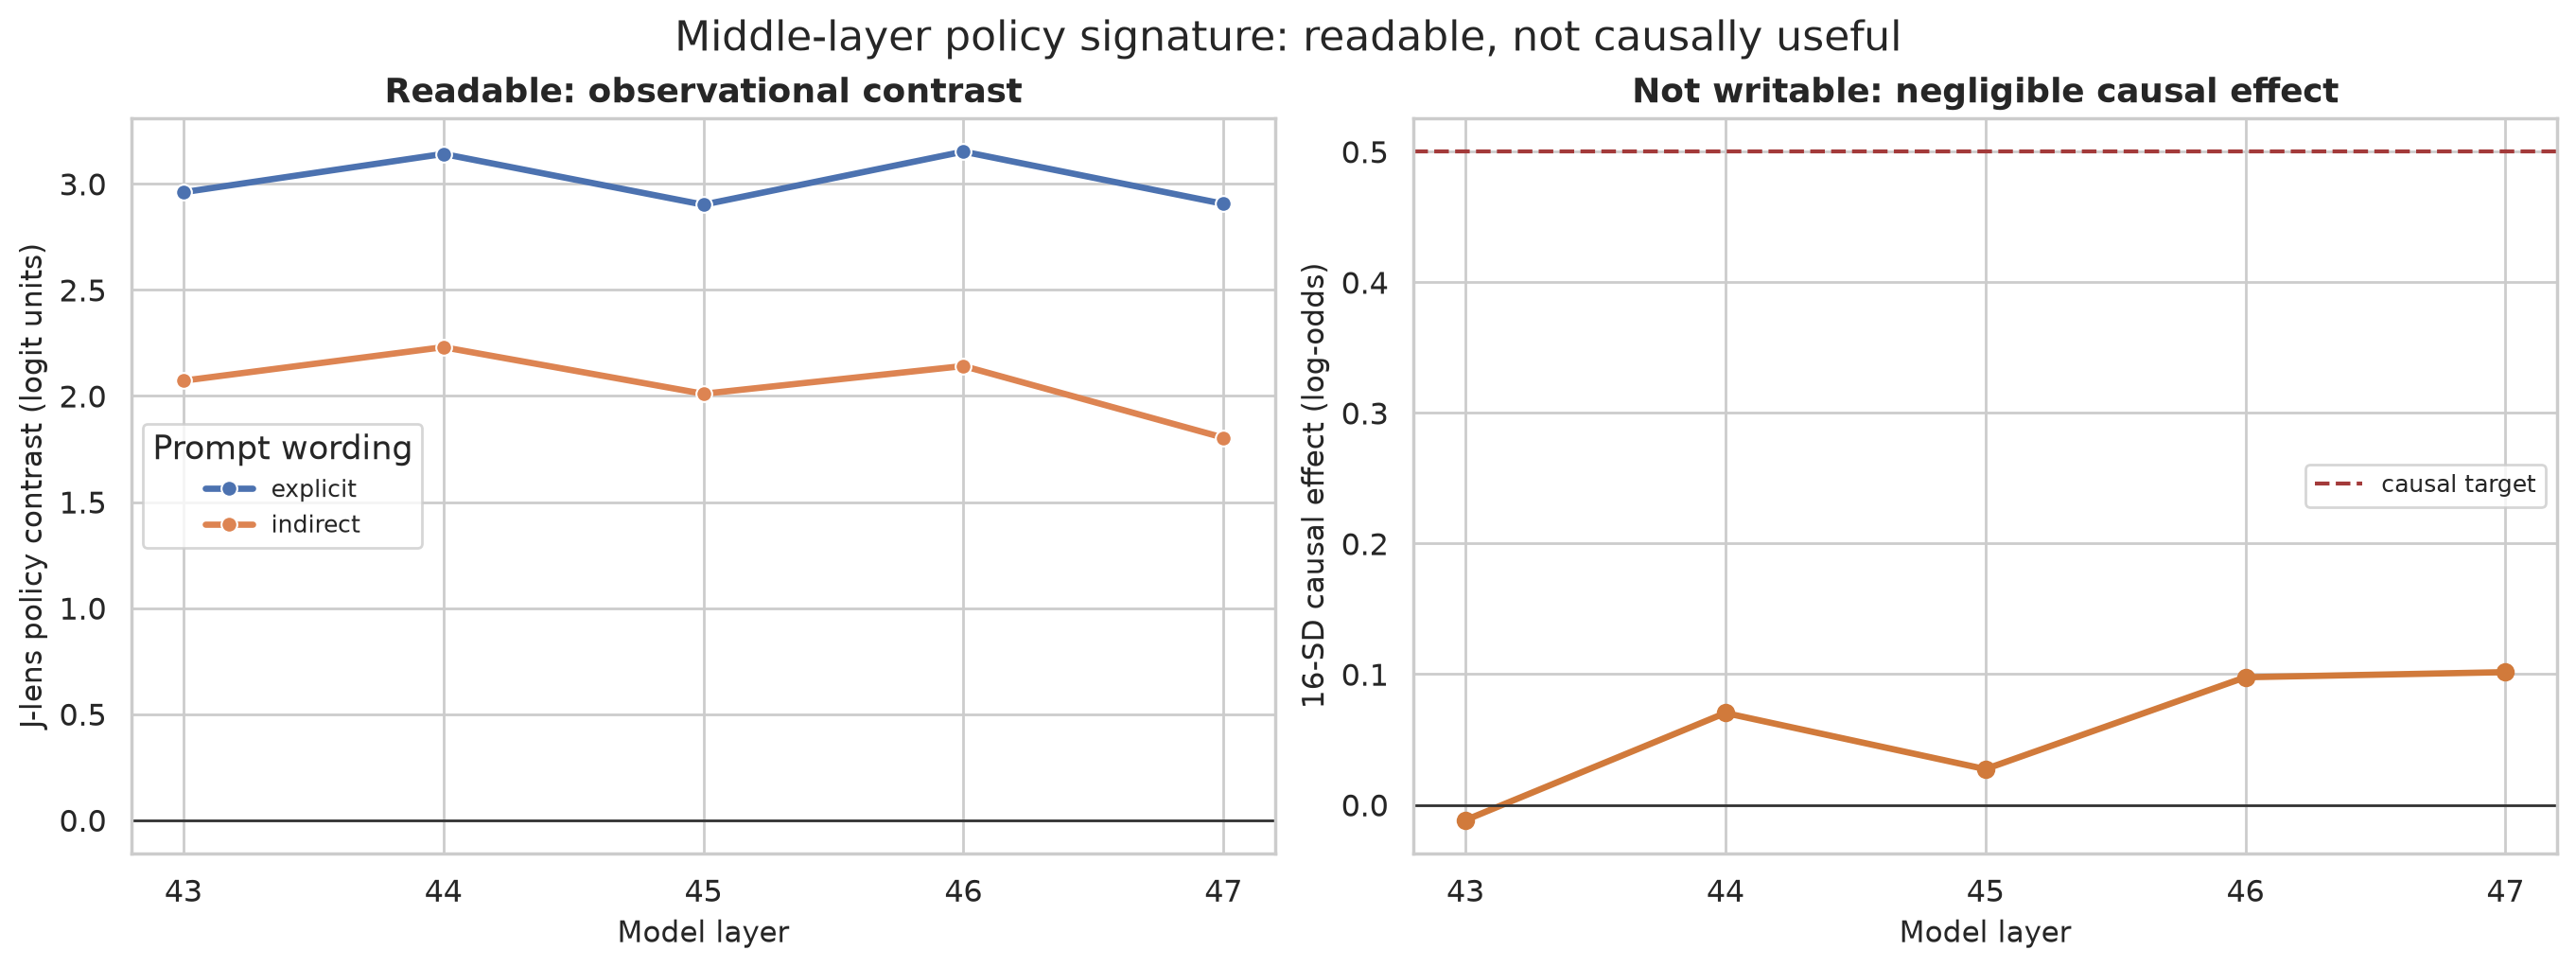 Middle-layer policy signature: readable, not causally useful
Readable: observational contrast
J-lens policy contrast (logit units)
3.0
2.5
2.0
1.5
1.0
0.5
0.0
Prompt wording
explicit
indirect
43 44 45 46 47
Model layer
Not writable: negligible causal effect
16-SD causal effect (log-odds)
0.5
0.4
0.3
0.2
0.1
0.0
causal target
43 44 45 46 47
Model layer